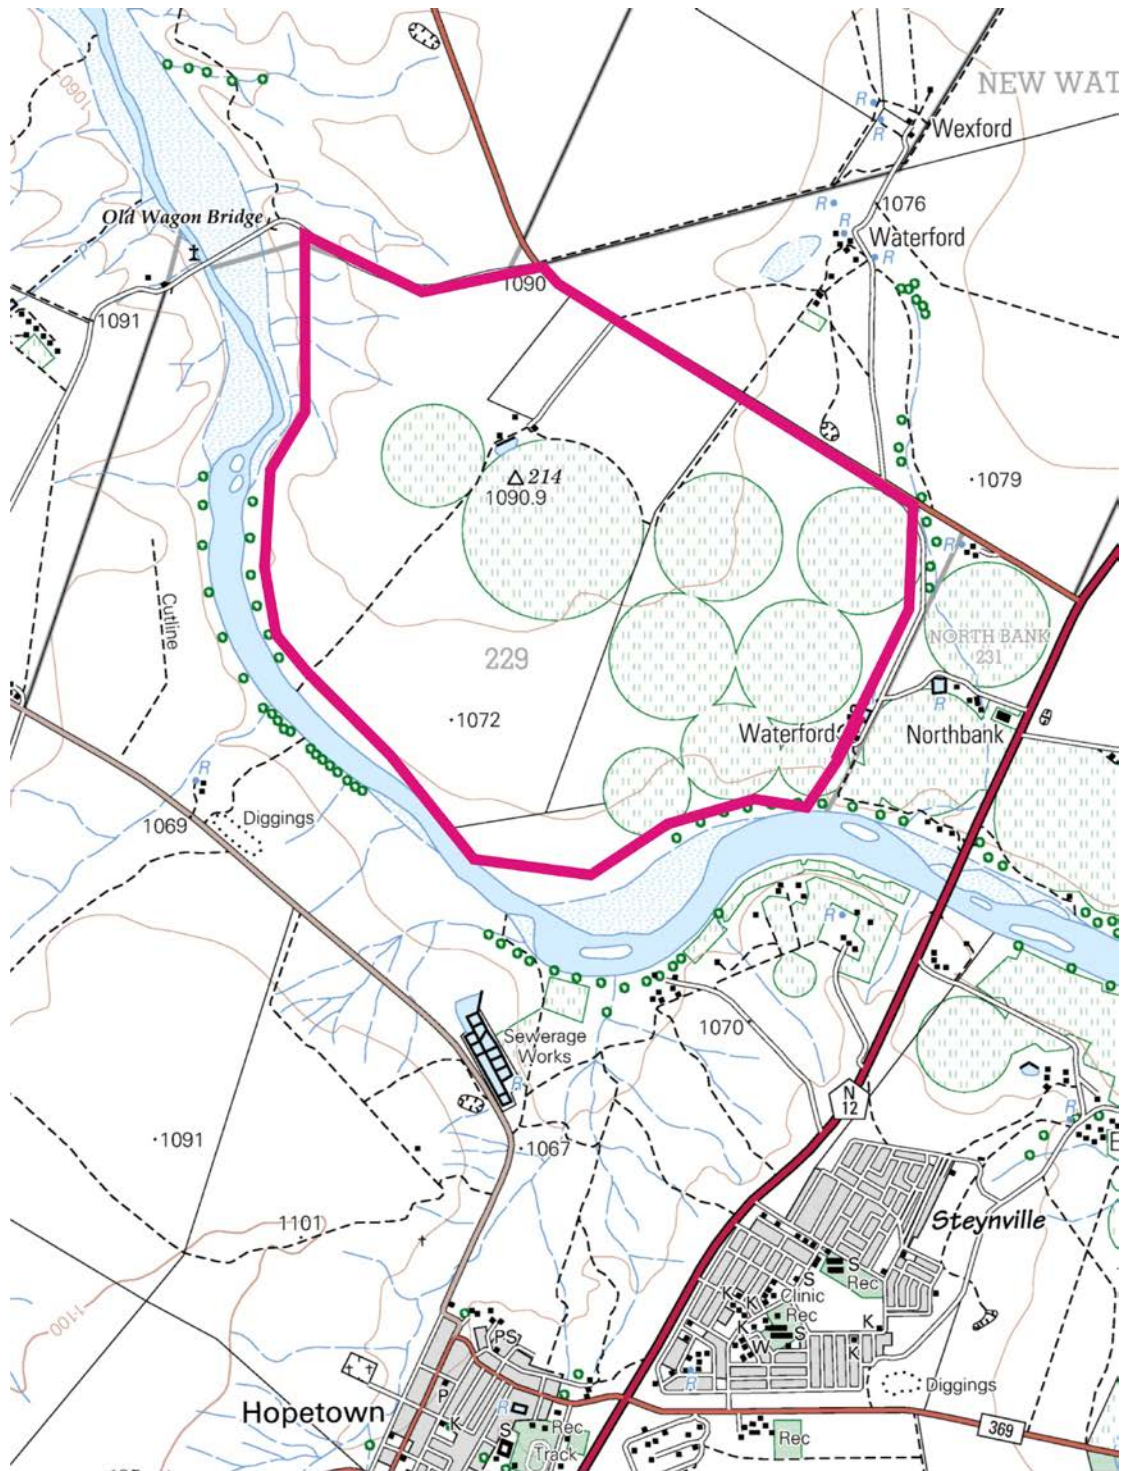 1060
NEW WAT
R
R
Wexford
Old Wagon Bridge
R
1076
R
Waterford
R
1090
1091
214
1090.9
1079
R
Cutline
NORTH BANK
231
229
R
1072
Waterford
Northbank
R
1069
Diggings
R
1070
Sewerage
Works
R
N
12
R
1091
1067
1101
Steynville
S
S
Rec
K
K
Clinic
Rec
K
S
K
W
K
1100
PS
R
Diggings
P
Hopetown
K
R
S
Rec
Track
Rec
369